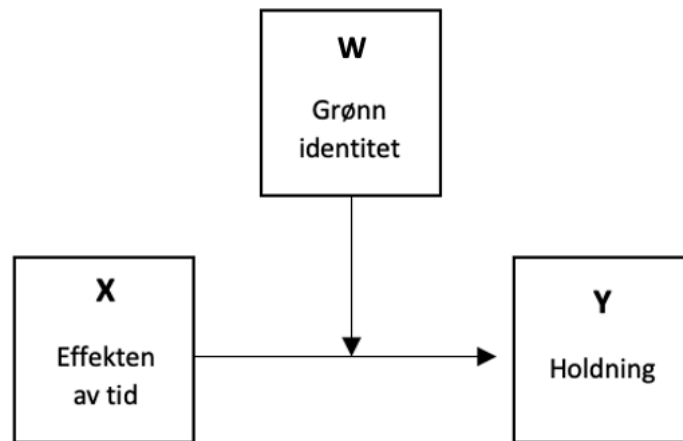 W
Grønn
identitet
X
Effekten
av tid
Y
Holdning